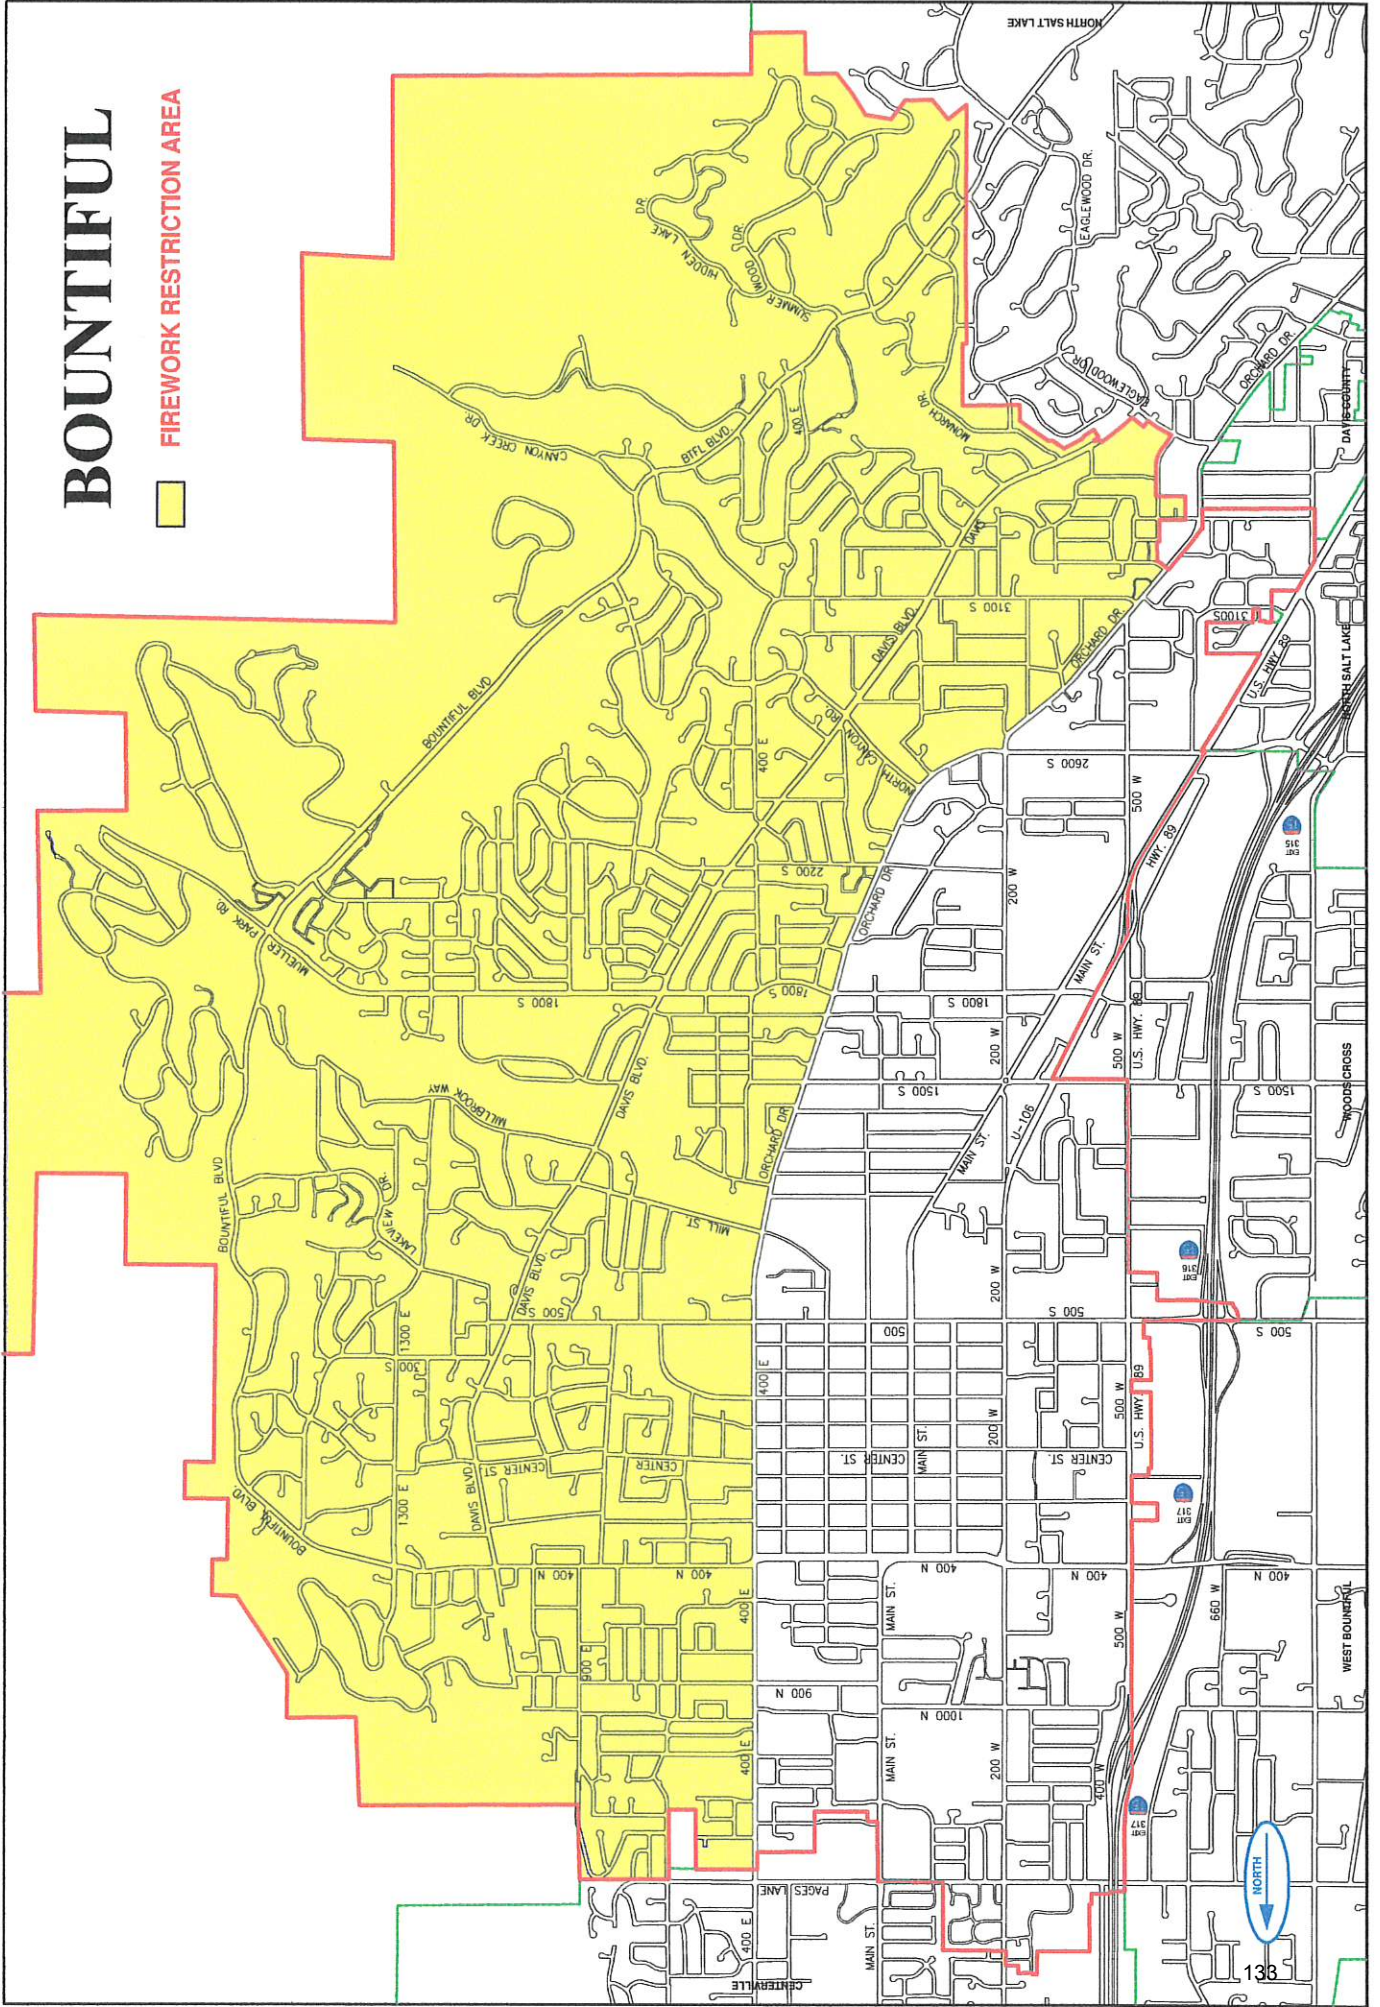 BOUNTIFUL
FIREWORK RESTRICTION AREA
NORTH SALT LAKE
EAGLEWOOD DR.
EAGLEWOOD DR.
EAGLEWOOD DR.
ORCHARD DR.
DAVIS COUNTY
HIDDEN LAKE
DR.
SUMMER
WOOD
DR.
MONARCH DR.
400 E
BTFL BLVD.
CANYON CREEK DR.
DAVIS
3100 S
DAVIS BLVD.
ORCHARD DR.
3100S
U.S. HWY 89
NORTH SALT LAKE
BOUNTIFUL BLVD
400 E
NORTH
CANYON
RD.
2600 S
500 W
HWY. 89
EXIT
315
2200 S
ORCHARD DR
200 W
MAIN ST.
MUELLER
PARK
RD.
1800 S
1800 S
1800 S
200 W
500 W
U.S. HWY. 89
MILLBROOK WAY
DAVIS BLVD.
ORCHARD DR.
1500 S
1500 S
WOODS CROSS
U-106
MAIN ST.
BOUNTIFUL BLVD
LAKEVIEW
DR.
MILL ST.
DAVIS BLVD.
500 S
200 W
500 S
500
500 S
EXIT
316
1300 E
300
S
400 E
500 W
U.S. HWY
89
200 W
MAIN ST.
CENTER ST.
CENTER
CENTER ST.
CENTER ST.
DAVIS BLVD.
1300 E
BOUNTIFUL BLVD.
EXIT
317
400 N
400 N
400 N
400 N
400 N
400 E
900 E
MAIN ST.
500 W
660 W
WEST BOUNTIFUL
900 N
1000 N
400 E
MAIN ST.
200 W
400 W
EXIT
317
PAGES LANE
400 E
MAIN ST.
CENTERVILLE
NORTH
133